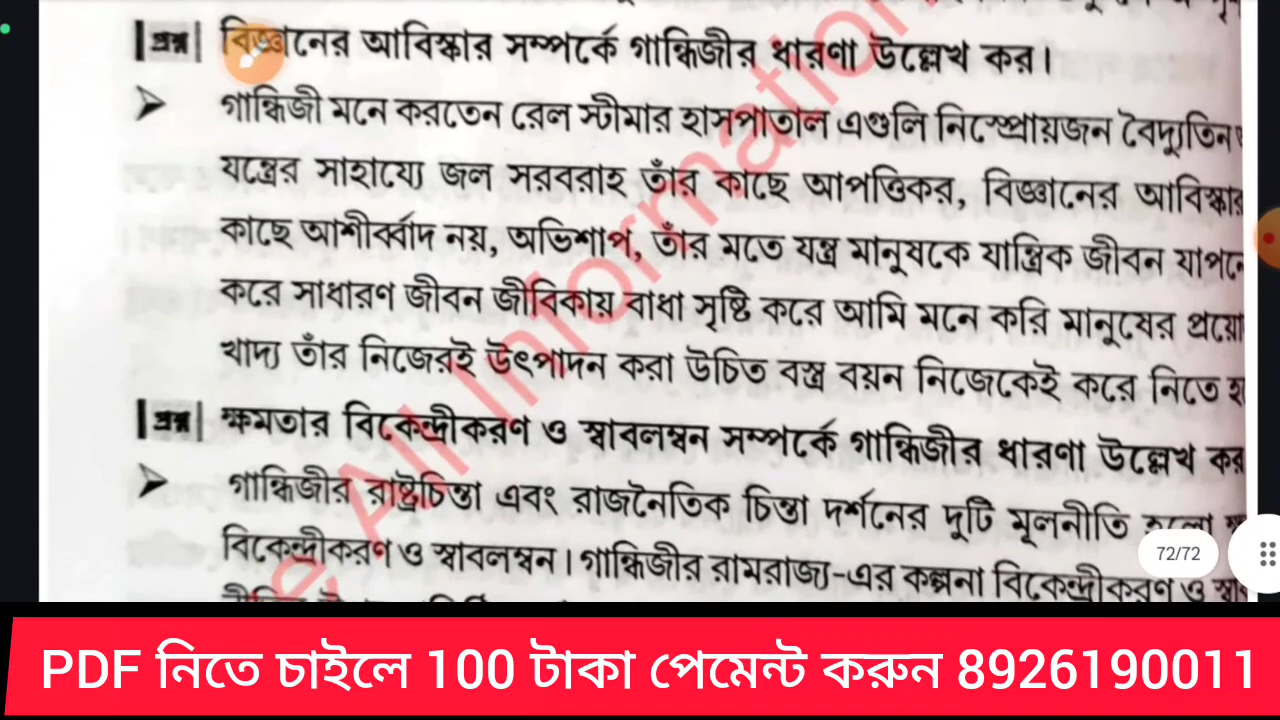 প্রশ্ন বিজ্ঞানের আবিস্কার সম্পর্কে গান্ধিজীর ধারণা উল্লেখ কর।
গান্ধিজী মনে করতেন রেল স্টীমার হাসপাতাল এগুলি নিস্প্রোয়জন বৈদ্যুতিন
যন্ত্রের সাহায্যে জল সরবরাহ তাঁর কাছে আপত্তিকর, বিজ্ঞানের আবিস্কার
কাছে আশীর্ব্বাদ নয়, অভিশাপ, তাঁর মতে যন্ত্র মানুষকে যান্ত্রিক জীবন যাপনে
করে সাধারণ জীবন জীবিকায় বাধা সৃষ্টি করে আমি মনে করি মানুষের
খাদ্য তাঁর নিজেরই উৎপাদন করা উচিত বস্ত্র বয়ন নিজেকেই করে নিতে
প্রশ্ন ক্ষমতার বিকেন্দ্রীকরণ ও স্বাবলম্বন সম্পর্কে গান্ধিজীর ধারণা উল্লেখ কর
গান্ধিজীর রাষ্ট্রচিন্তা এবং রাজনৈতিক চিন্তা দর্শনের দুটি মূলনীতি হলো
বিকেন্দ্রীকরণ ও স্বাবলম্বন। গান্ধিজীর রামরাজ্য-এর কল্পনা বিকেন্দ্রীকরণ ও
All Information
72/72
PDF নিতে চাইলে 100 টাকা পেমেন্ট করুন 8926190011